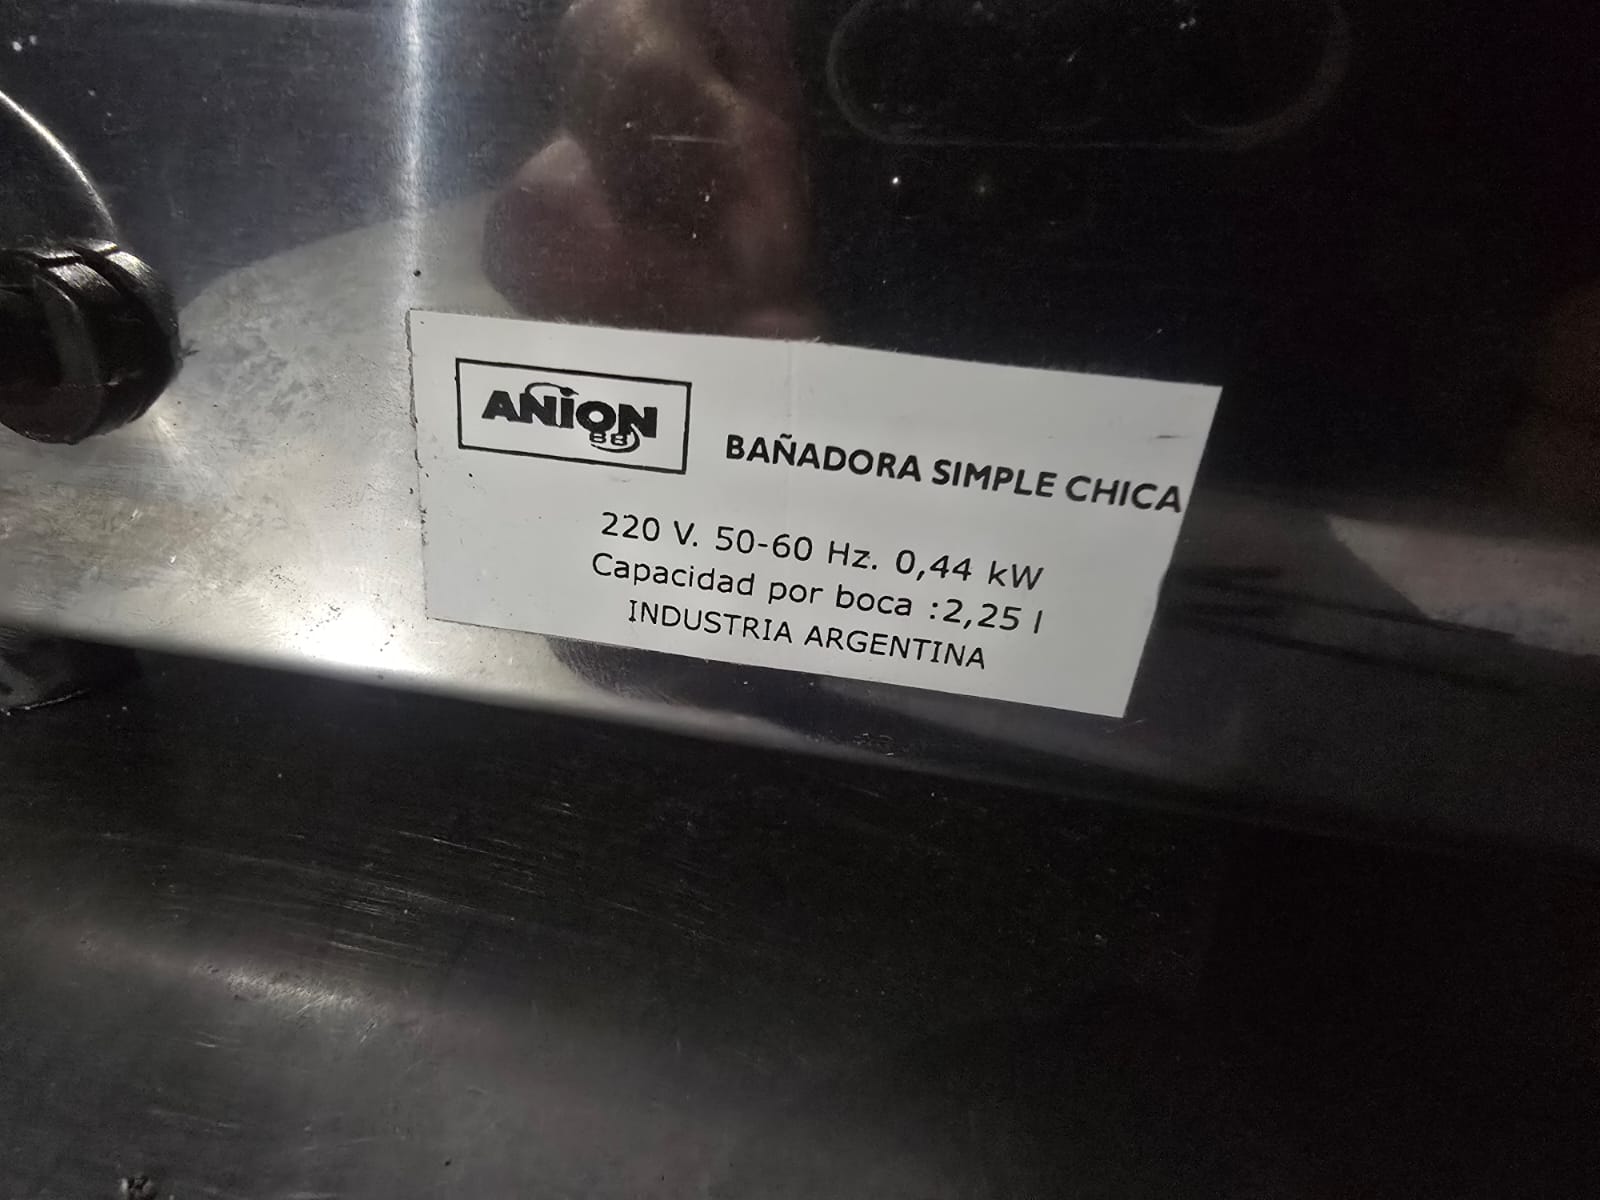 ANION
88
BAÑADORA SIMPLE CHICA
220 V. 50-60 Hz. 0,44 kW
Capacidad por boca :2,25 l
INDUSTRIA ARGENTINA